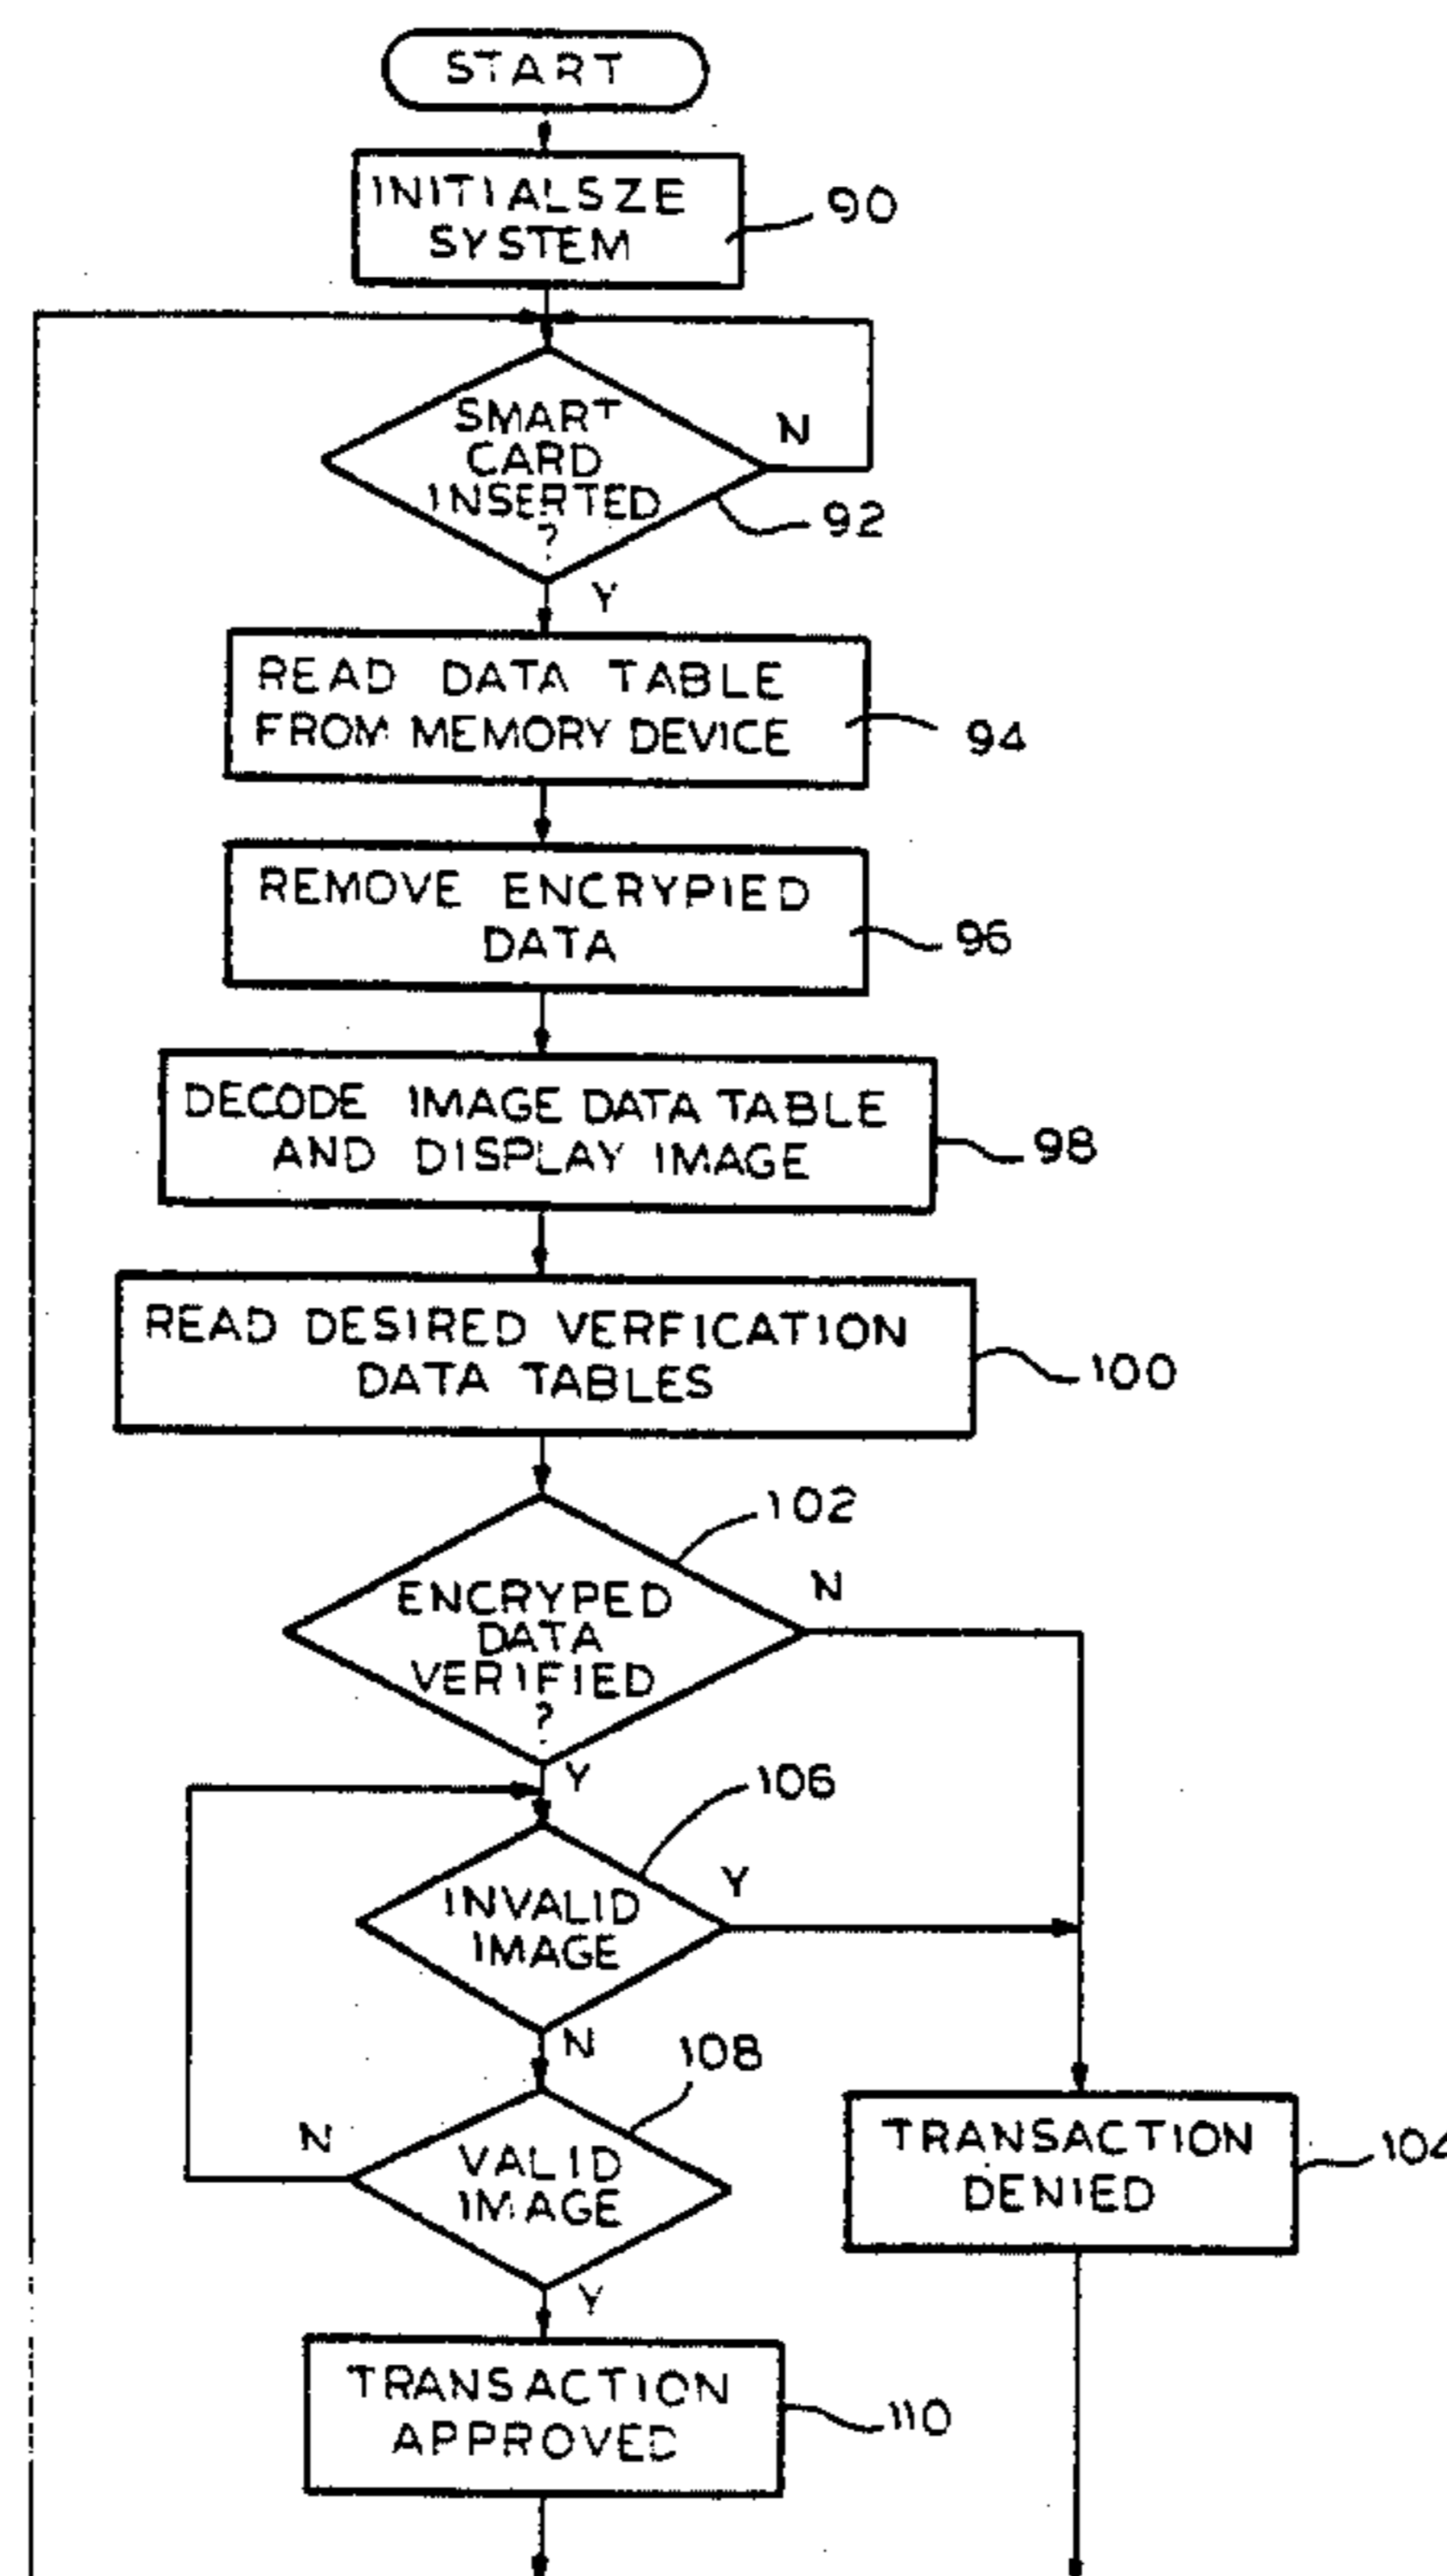 START
INITIALSZE
SYSTEM
90
SMART
CARD
INSERTED
?
N
92
Y
READ DATA TABLE
FROM MEMORY DEVICE
94
REMOVE ENCRYPIED
DATA
96
DECODE IMAGE DATA TABLE
AND DISPLAY IMAGE
98
READ DESIRED VERFICATION
DATA TABLES
100
102
ENCRYPED
DATA
VERIFIED
?
N
Y
106
INVALID
IMAGE
Y
N
108
VALID
IMAGE
N
TRANSACTION
DENIED
104
Y
TRANSACTION
APPROVED
110